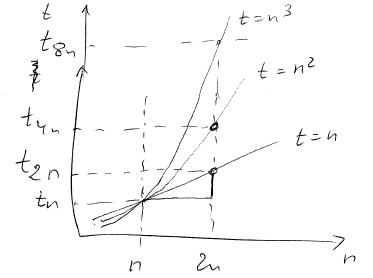 t
t = n³
t8n
t = n²
t4n
t = n
t2n
tn
n
2n
n